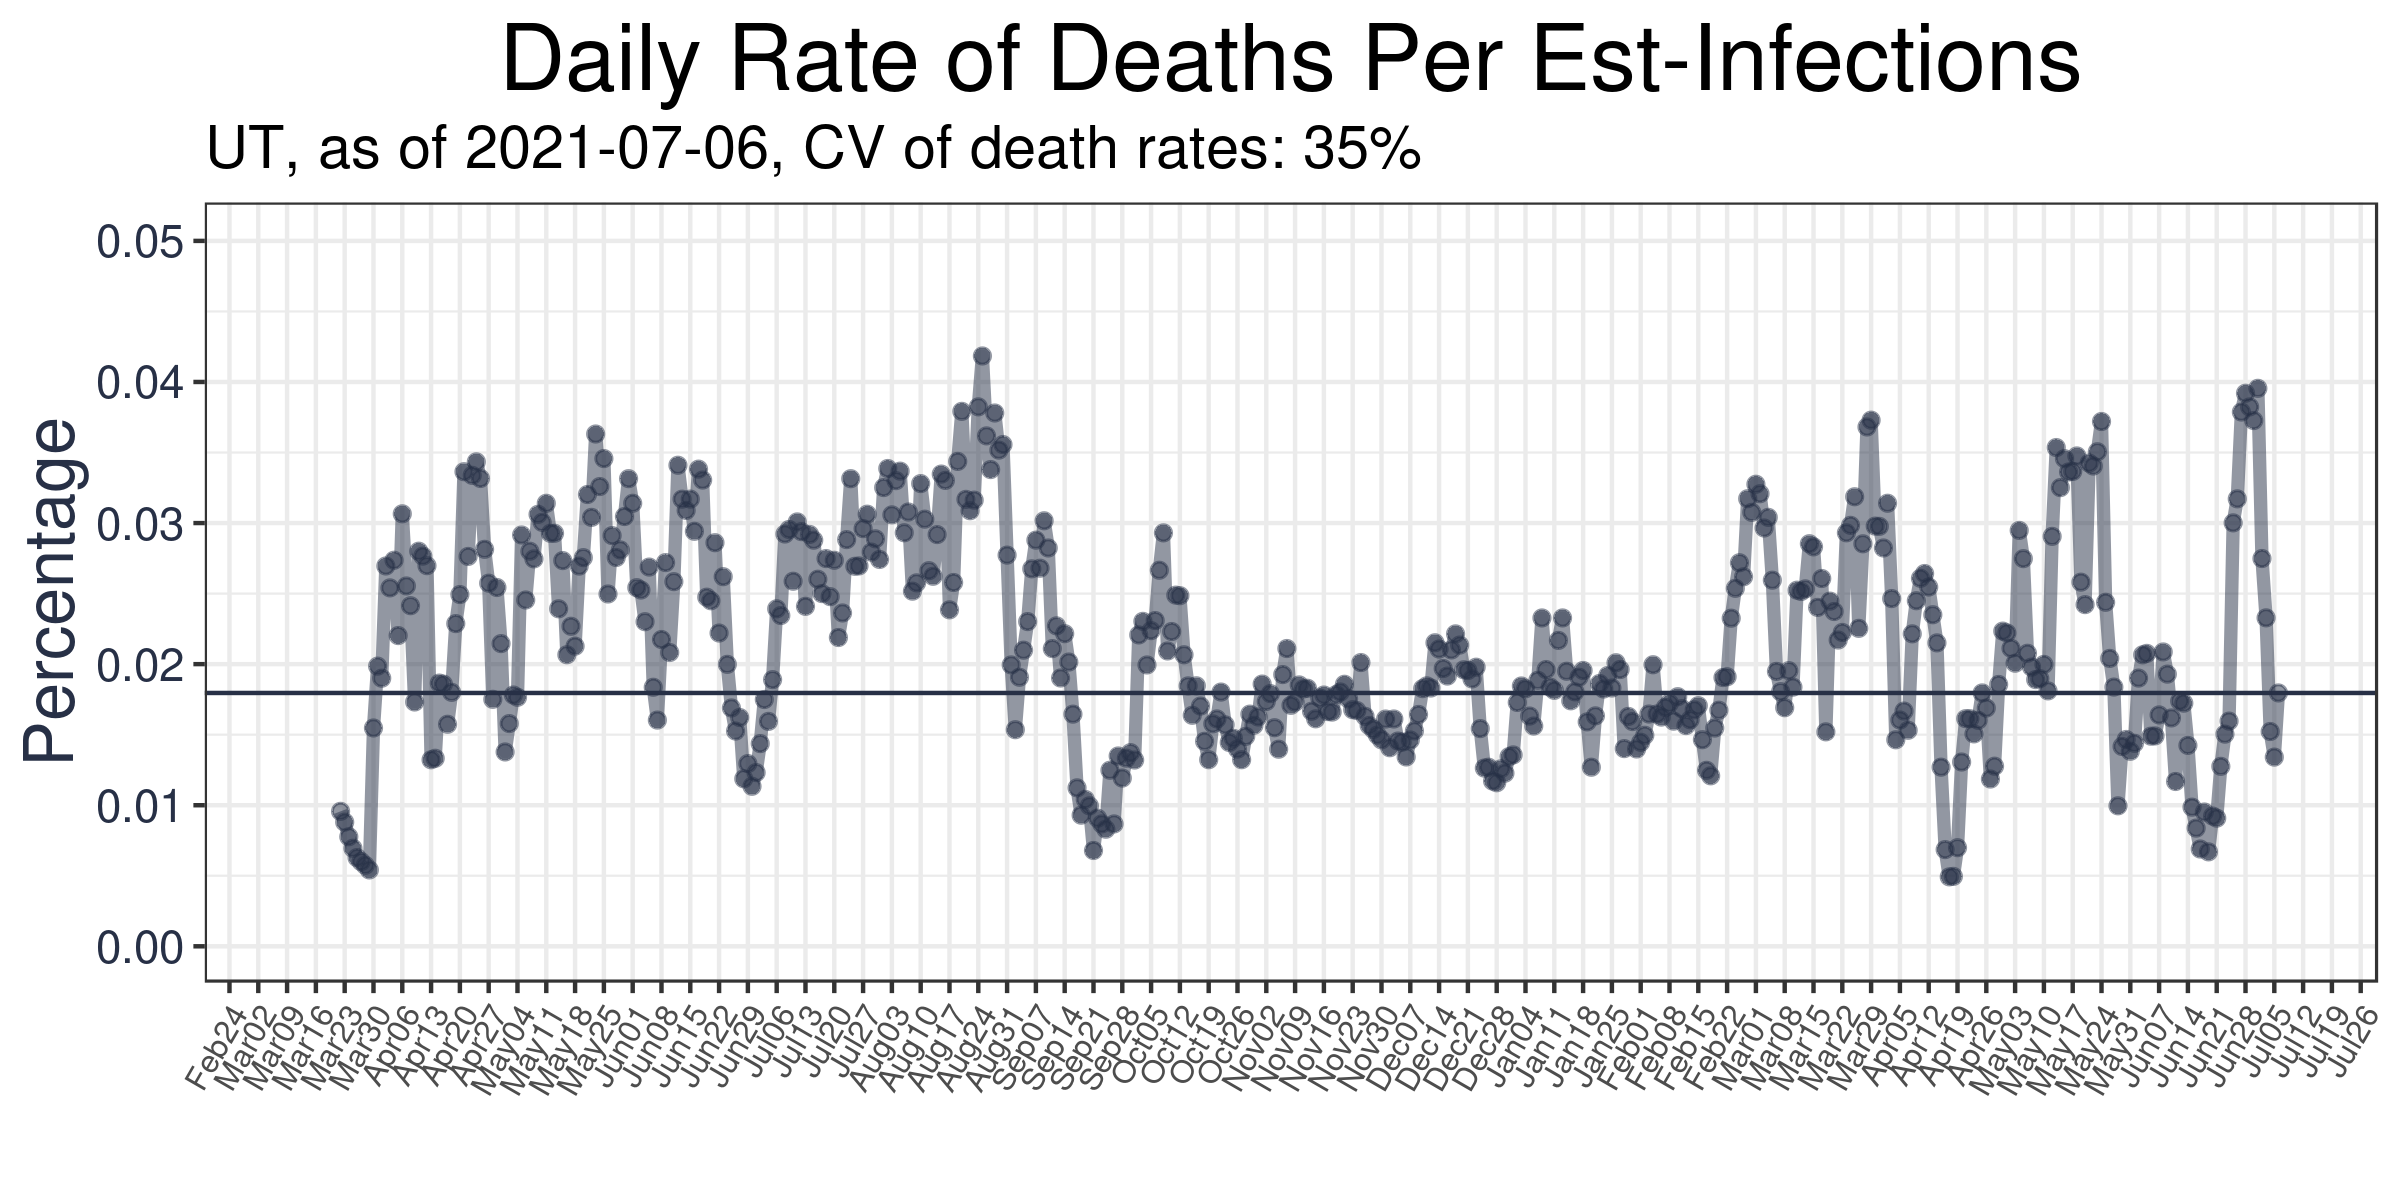 Daily Rate of Deaths Per Est-Infections
UT, as of 2021-07-06, CV of death rates: 35%
Percentage
0.05
0.04
0.03
0.02
0.01
0.00
Feb24
Mar02
Mar09
Mar16
Mar23
Mar30
Apr06
Apr13
Apr20
Apr27
May04
May11
May18
May25
Jun01
Jun08
Jun15
Jun22
Jun29
Jul06
Jul13
Jul20
Jul27
Aug03
Aug10
Aug17
Aug24
Aug31
Sep07
Sep14
Sep21
Sep28
Oct05
Oct12
Oct19
Oct26
Nov02
Nov09
Nov16
Nov23
Nov30
Dec07
Dec14
Dec21
Dec28
Jan04
Jan11
Jan18
Jan25
Feb01
Feb08
Feb15
Feb22
Mar01
Mar08
Mar15
Mar22
Mar29
Apr05
Apr12
Apr19
Apr26
May03
May10
May17
May24
May31
Jun07
Jun14
Jun21
Jun28
Jul05
Jul12
Jul19
Jul26